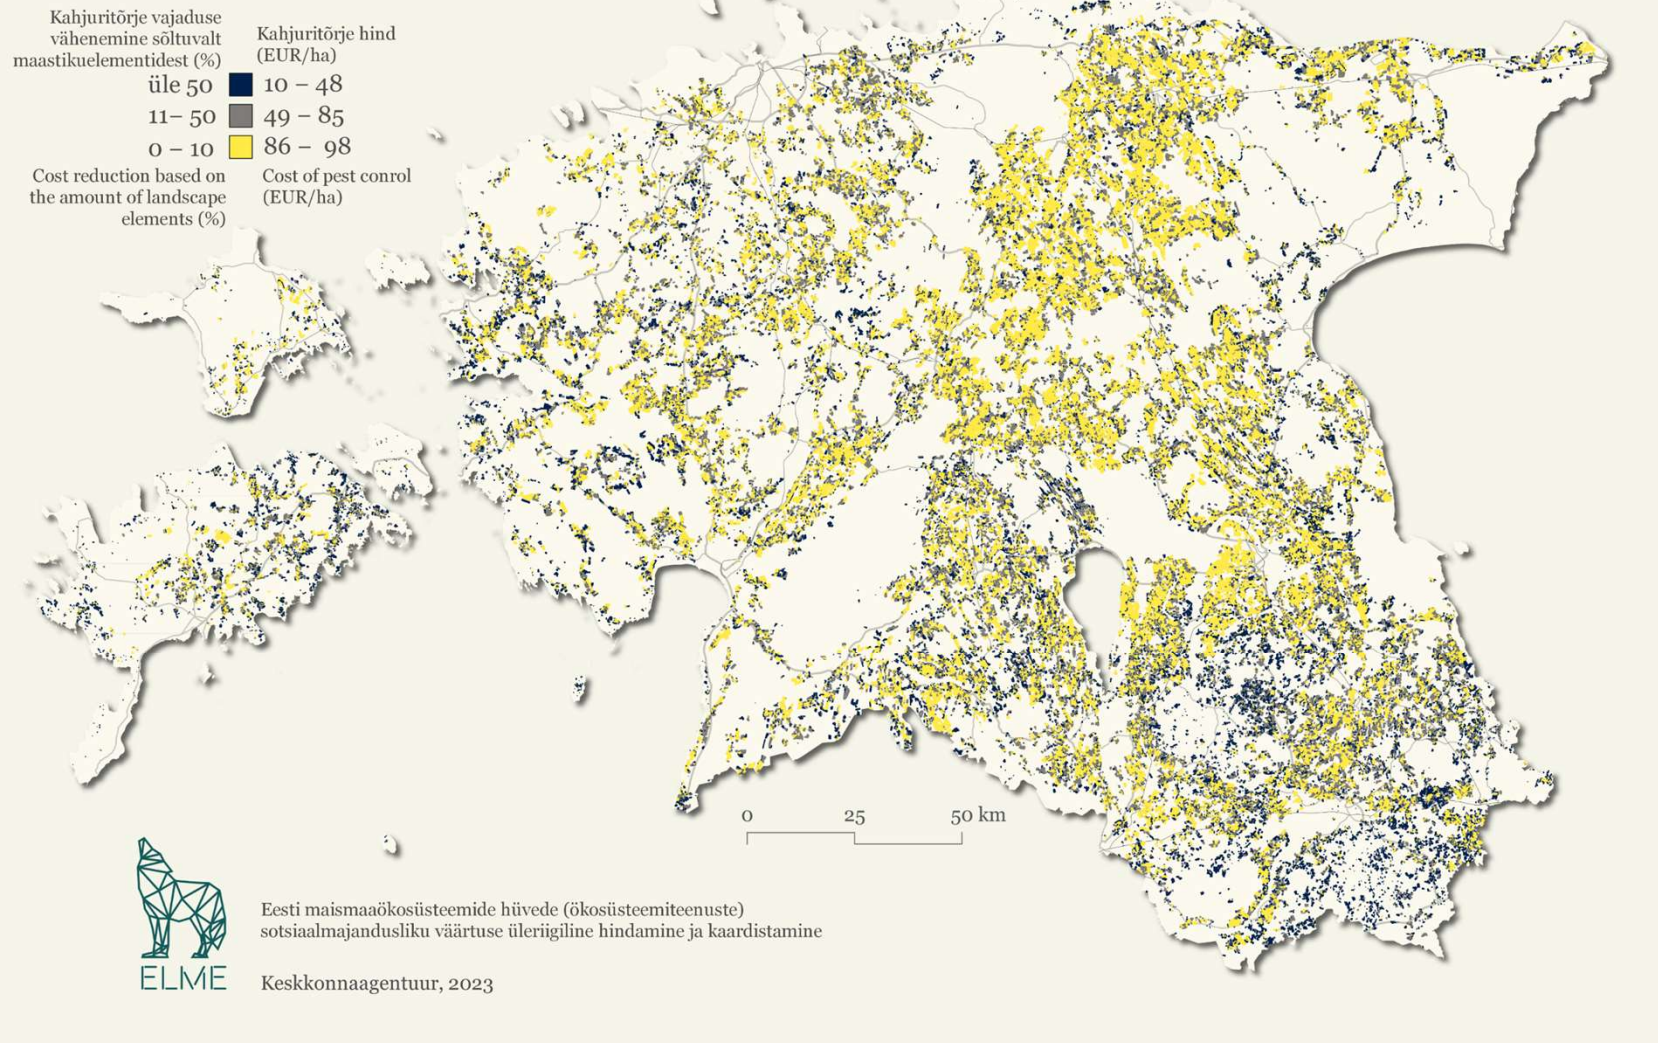 Kahjuritõrje vajaduse
vähenemine sõltuvalt
maastikuelementidest (%)
Kahjuritõrje hind
(EUR/ha)
üle 50
10 – 48
11– 50
49 – 85
0 – 10
86 – 98
Cost reduction based on
the amount of landscape
elements (%)
Cost of pest conrol
(EUR/ha)
0
25
50 km
Eesti maismaaökosüsteemide hüvede (ökosüsteemiteenuste)
sotsiaalmajandusliku väärtuse üleriigiline hindamine ja kaardistamine
ELME
Keskkonnaagentuur, 2023